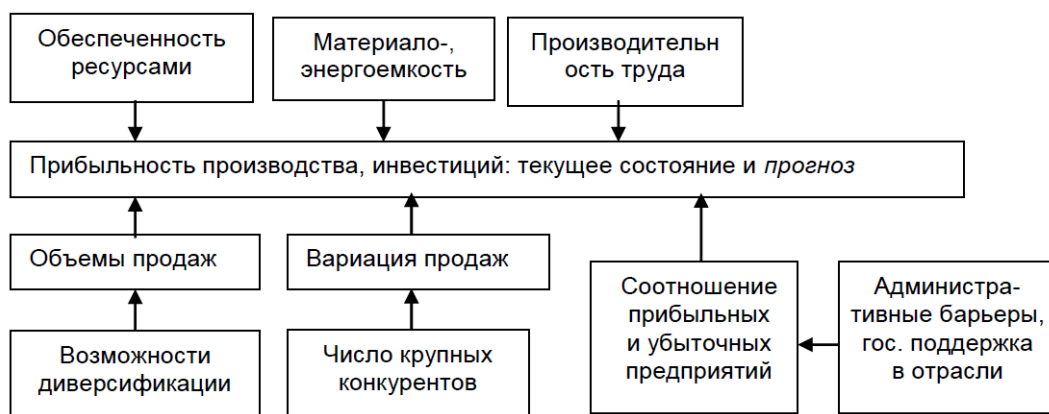 Обеспеченность
ресурсами
Материало-,
энергоемкость
Производительн
ость труда
Прибыльность производства, инвестиций: текущее состояние и прогноз
Объемы продаж
Вариация продаж
Соотношение
прибыльных
и убыточных
предприятий
Администра-
тивные барьеры,
гос. поддержка
в отрасли
Возможности
диверсификации
Число крупных
конкурентов